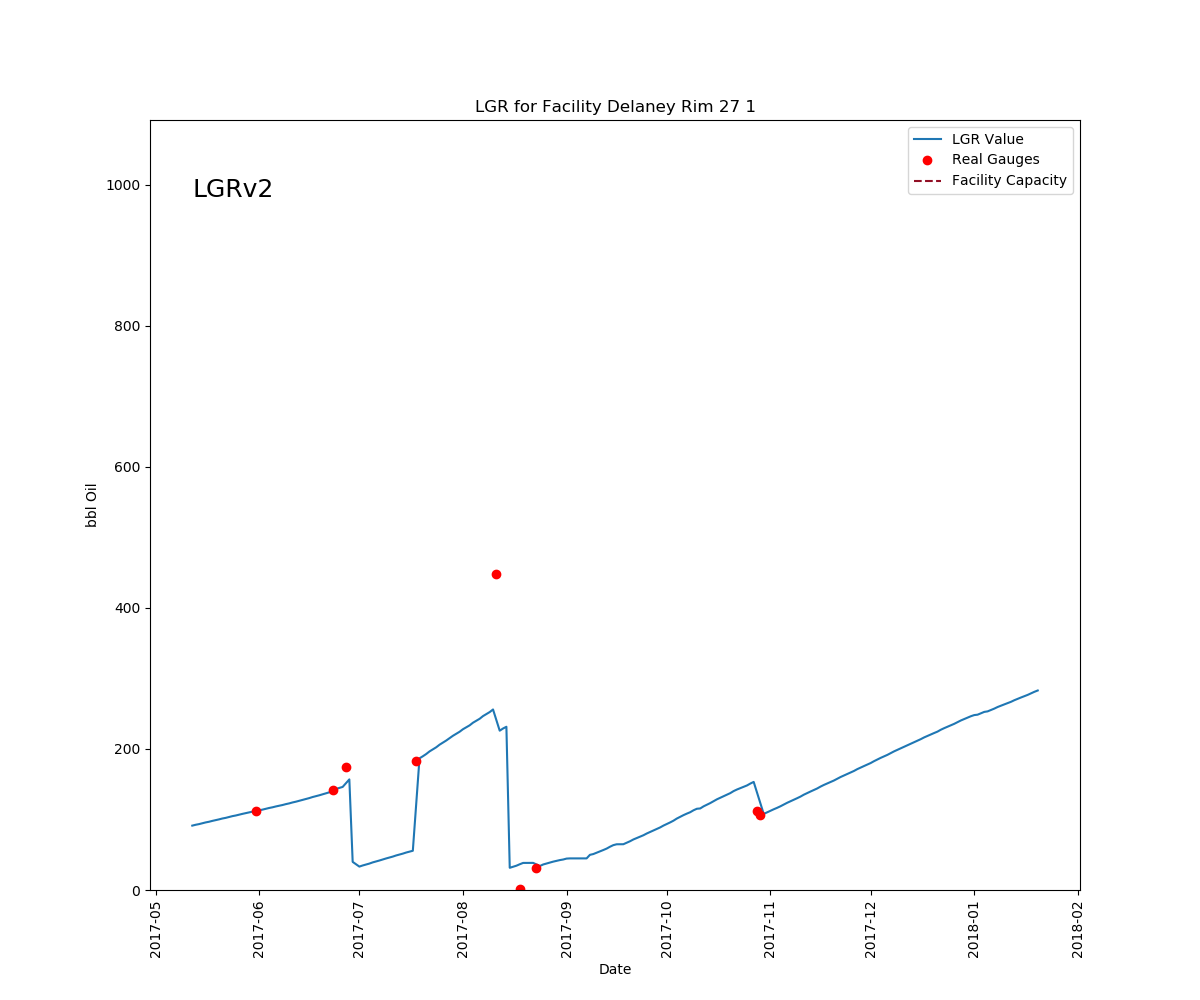 LGR for Facility Delaney Rim 27 1
LGRv2
LGR Value
Real Gauges
Facility Capacity
1000
800
600
400
200
0
bbl Oil
2017-05
2017-06
2017-07
2017-08
2017-09
2017-10
2017-11
2017-12
2018-01
2018-02
Date